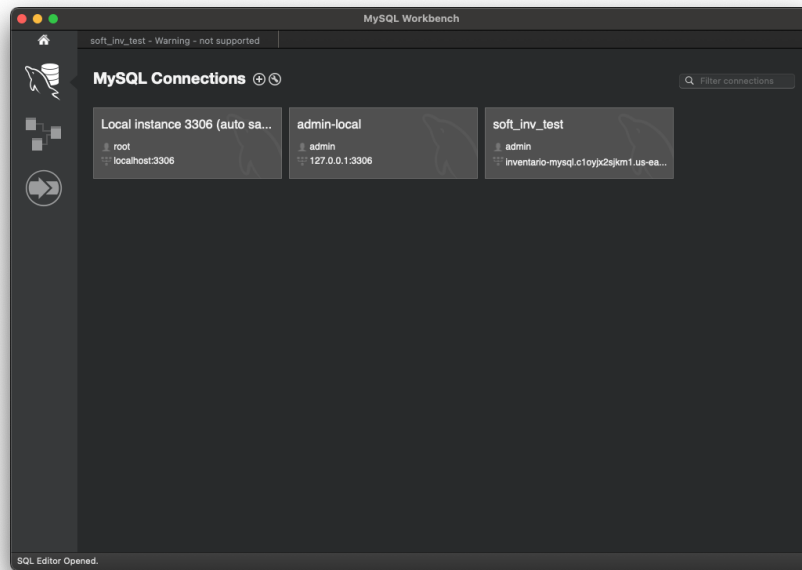 MySQL Workbench
soft_inv_test - Warning - not supported
MySQL Connections
Filter connections
Local instance 3306 (auto sa...
root
localhost:3306
admin-local
admin
127.0.0.1:3306
soft_inv_test
admin
inventario-mysql.c1oyjx2sjkm1.us-ea...
SQL Editor Opened.